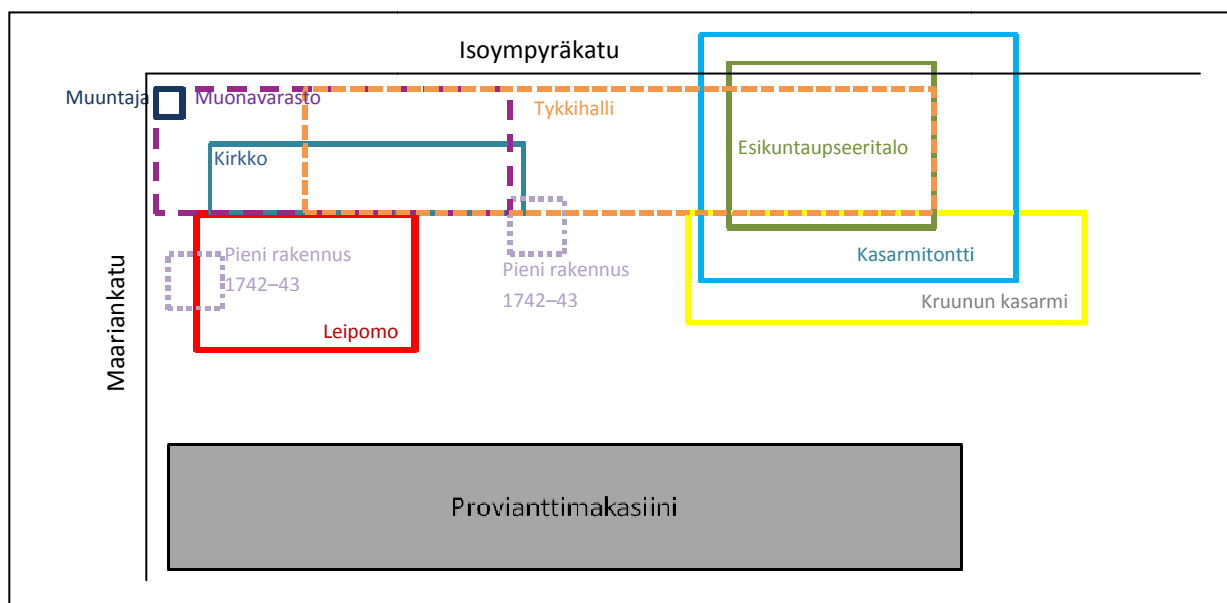 Isoympyräkatu
Muuntaja
Muonavarasto
Tykkihalli
Esikuntaupseeritalo
Kirkko
Pieni rakennus
1742–43
Pieni rakennus
1742–43
Kasarmitontti
Kruunun kasarmi
Leipomo
Maariankatu
Provianttimakasiini